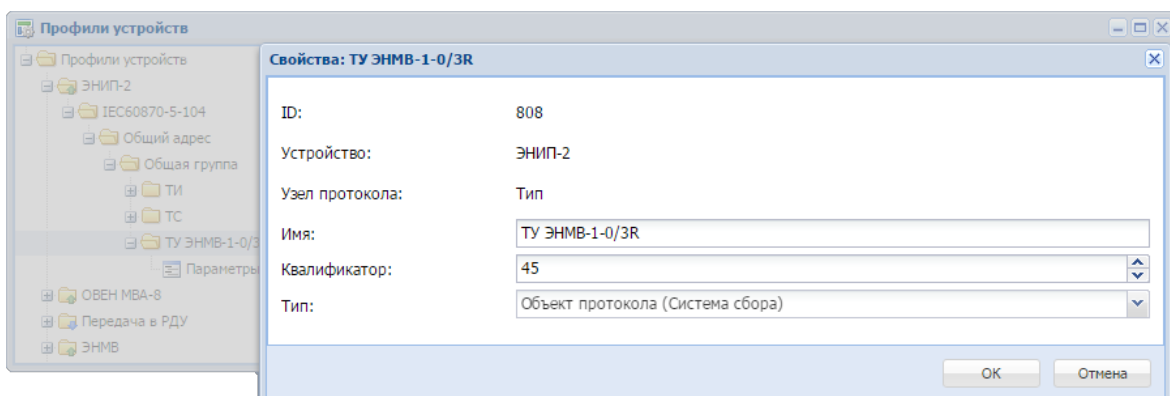 Профили устройств
Профили устройств
ЭНИП-2
IEC60870-5-104
Общий адрес
Общая группа
ТИ
ТС
ТУ ЭНМВ-1-0/3
Параметры
ОВЕН МВА-8
Передача в РДУ
ЭНМВ
Свойства: ТУ ЭНМВ-1-0/3R
ID: 808
Устройство: ЭНИП-2
Узел протокола: Тип
Имя: ТУ ЭНМВ-1-0/3R
Квалификатор: 45
Тип: Объект протокола (Система сбора)
ОК Отмена